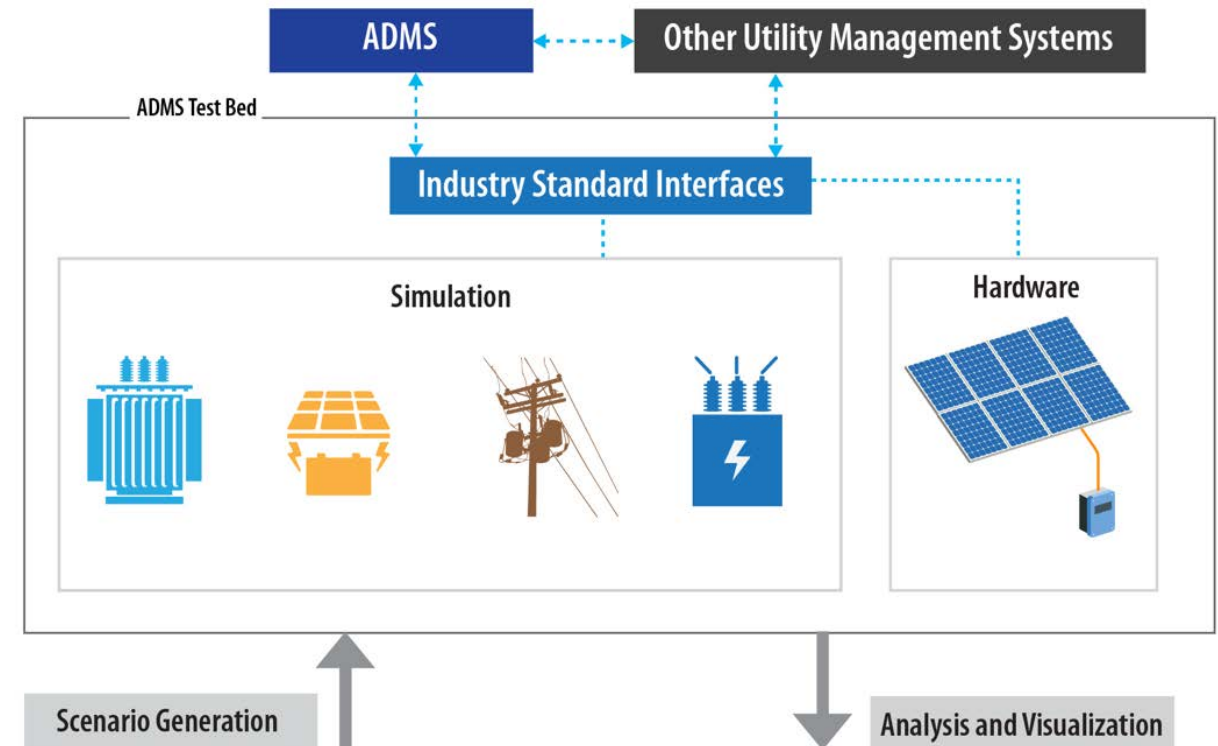 ADMS
Other Utility Management Systems
ADMS Test Bed
Industry Standard Interfaces
Simulation
Hardware
Scenario Generation
Analysis and Visualization